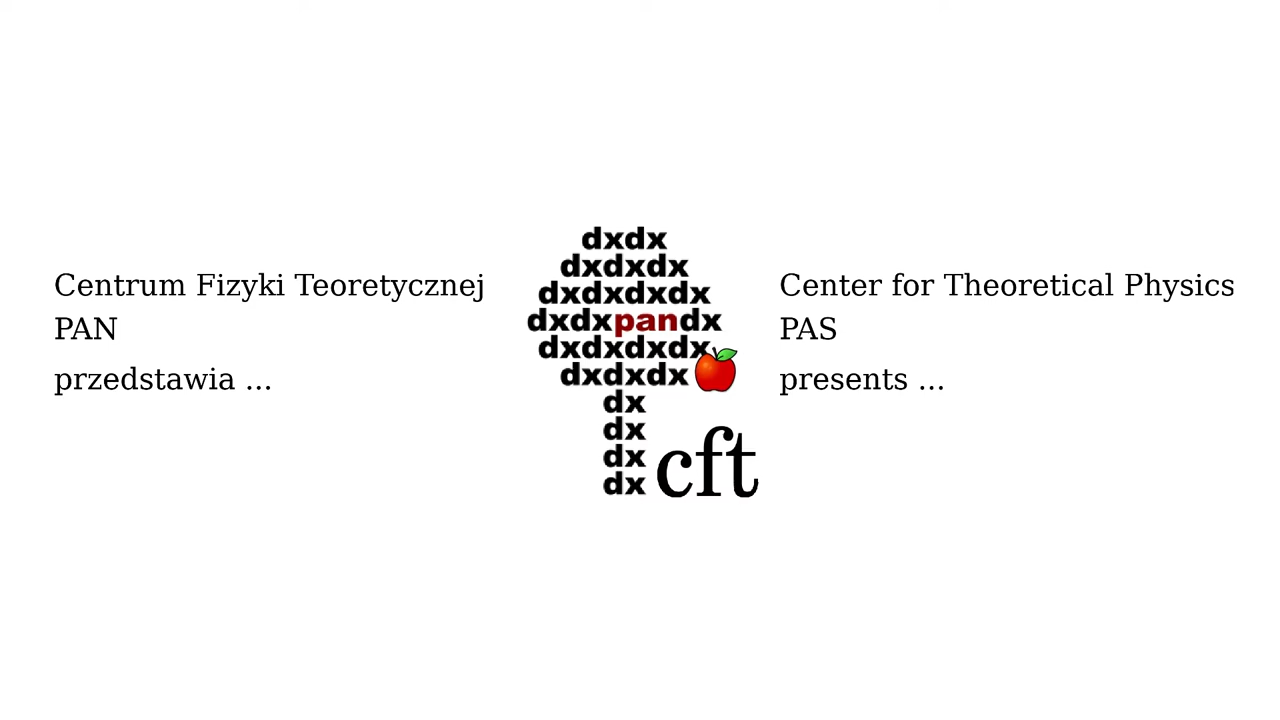 Centrum Fizyki Teoretycznej
PAN
przedstawia ...
dxdx
dxdxdx
dxdxdxdx
dxdxpandx
dxdxdxdx
dxdxdx
dx
dx
dx
dx
cft
Center for Theoretical Physics
PAS
presents ...